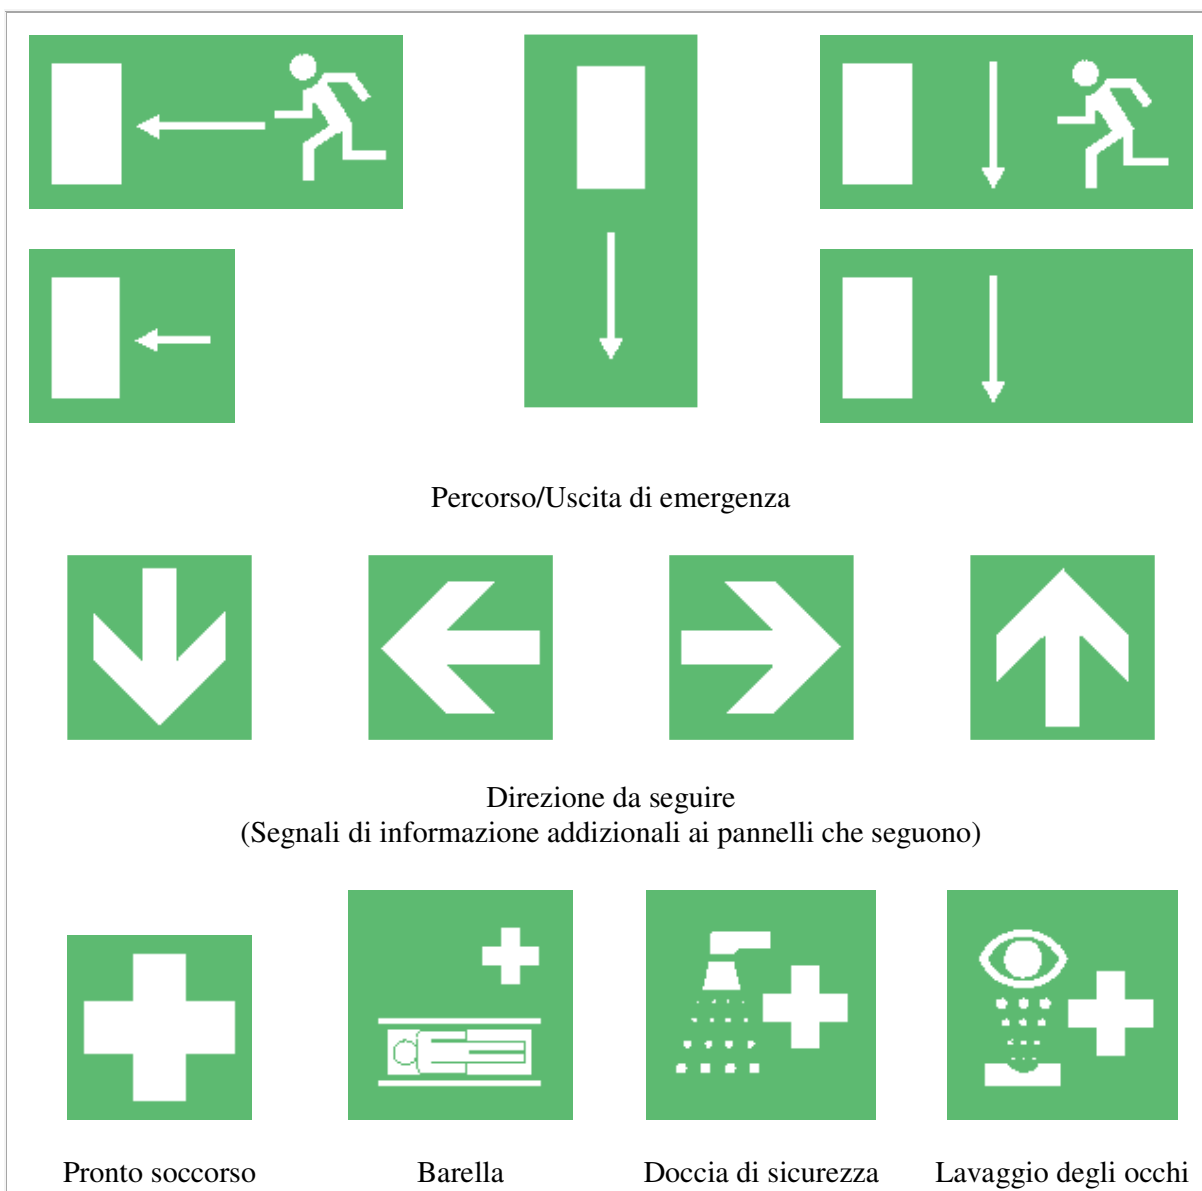 Percorso/Uscita di emergenza
Direzione da seguire
(Segnali di informazione addizionali ai pannelli che seguono)
Pronto soccorso
Barella
Doccia di sicurezza
Lavaggio degli occhi